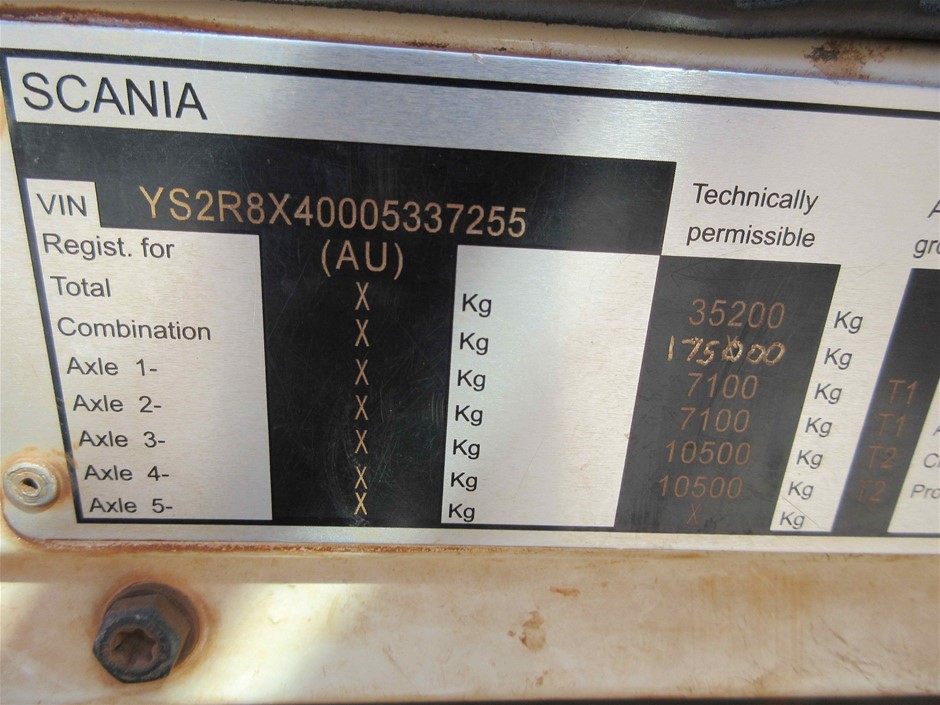 SCANIA
VIN YS2R8X40005337255 Technically permissible
Regist. for (AU)
Total X Kg 35200 Kg
Combination X Kg 175000 Kg
Axle 1- X Kg 7100 Kg T1
Axle 2- X Kg 7100 Kg T1
Axle 3- X Kg 10500 Kg T2
Axle 4- X Kg 10500 Kg T2
Axle 5- X Kg X Kg